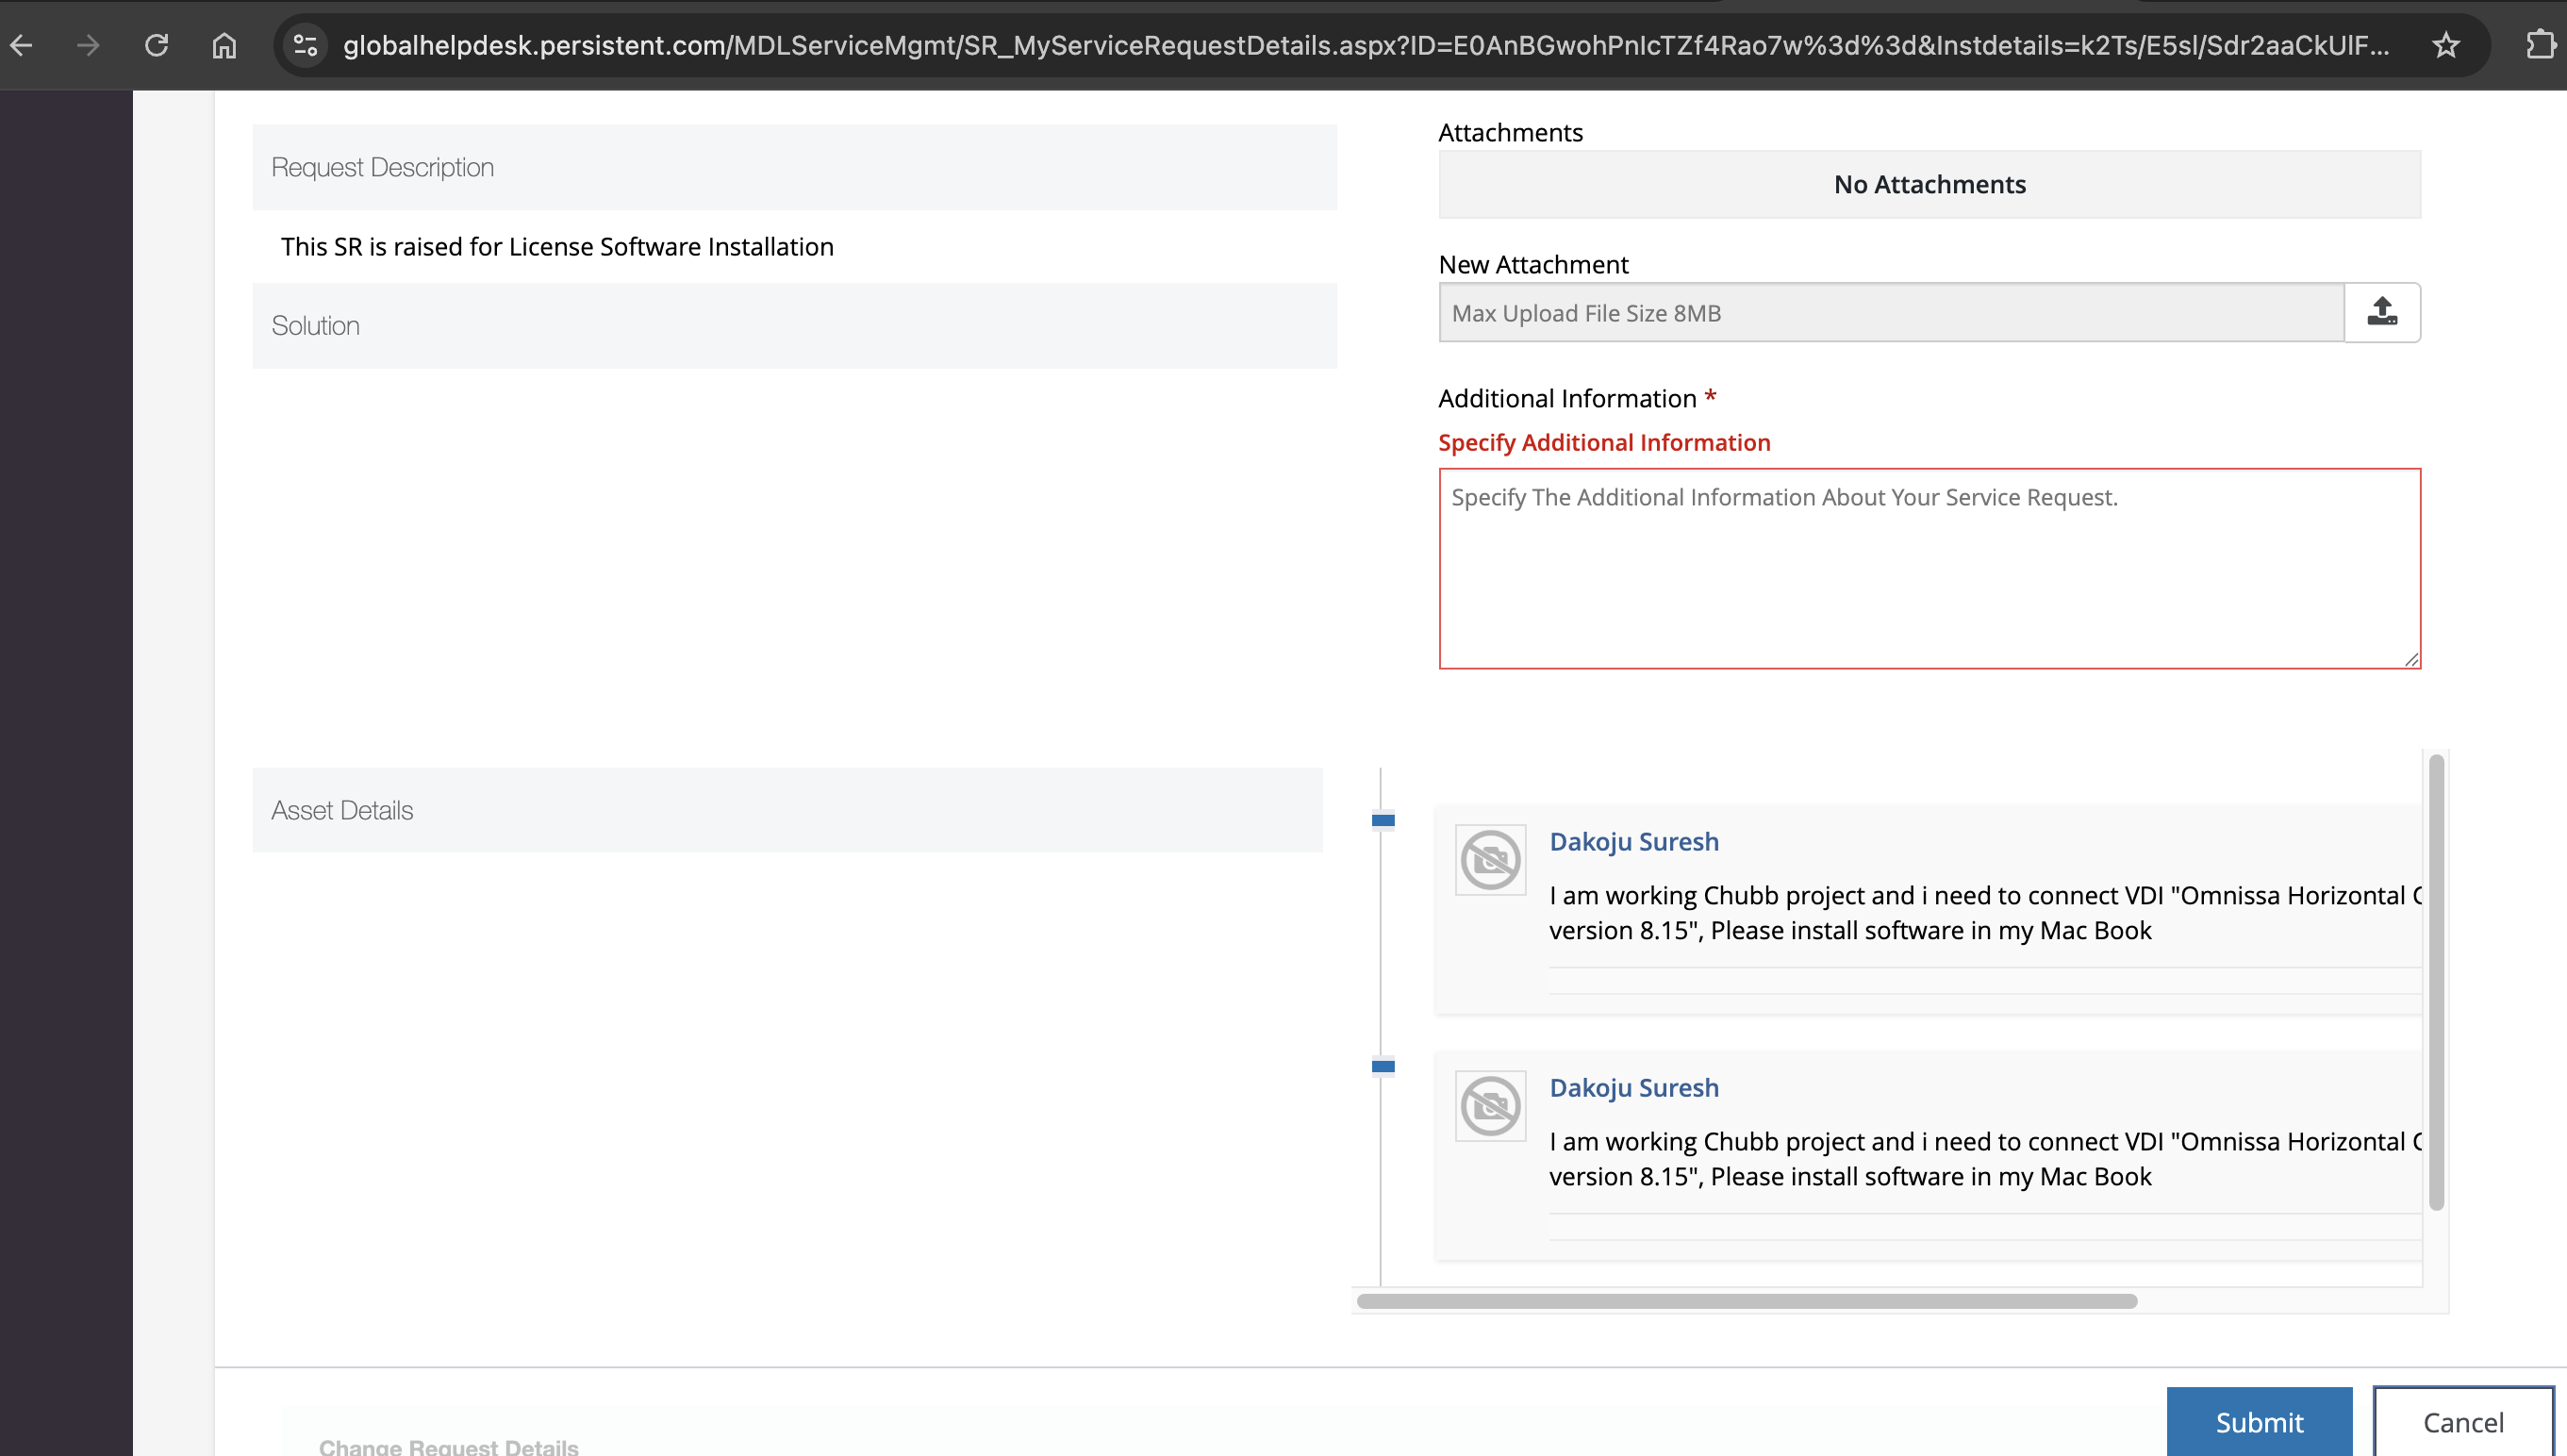 globalhelpdesk.persistent.com/MDLServiceMgmt/SR_MyServiceRequestDetails.aspx?ID=E0AnBGwohPnIcTZf4Rao7w%3d%3d&Instdetails=k2Ts/E5sl/Sdr2aaCkUlF...
Request Description
This SR is raised for License Software Installation
Solution
Attachments
No Attachments
New Attachment
Max Upload File Size 8MB
Additional Information *
Specify Additional Information
Specify The Additional Information About Your Service Request.
Asset Details
Dakoju Suresh
I am working Chubb project and i need to connect VDI "Omnissa Horizontal
version 8.15", Please install software in my Mac Book
Dakoju Suresh
I am working Chubb project and i need to connect VDI "Omnissa Horizontal
version 8.15", Please install software in my Mac Book
Submit
Cancel
Change Request Details